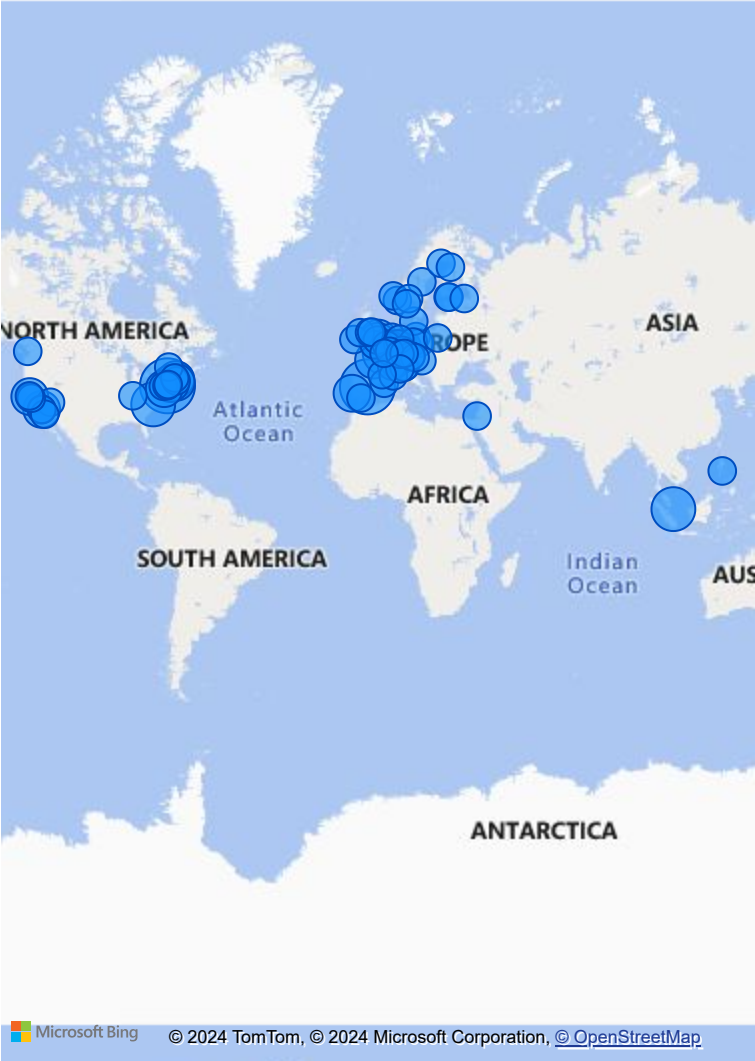 NORTH AMERICA
ROPE
ASIA
Atlantic
Ocean
AFRICA
SOUTH AMERICA
Indian
Ocean
AUS
ANTARCTICA
Microsoft Bing
© 2024 TomTom, © 2024 Microsoft Corporation, © OpenStreetMap